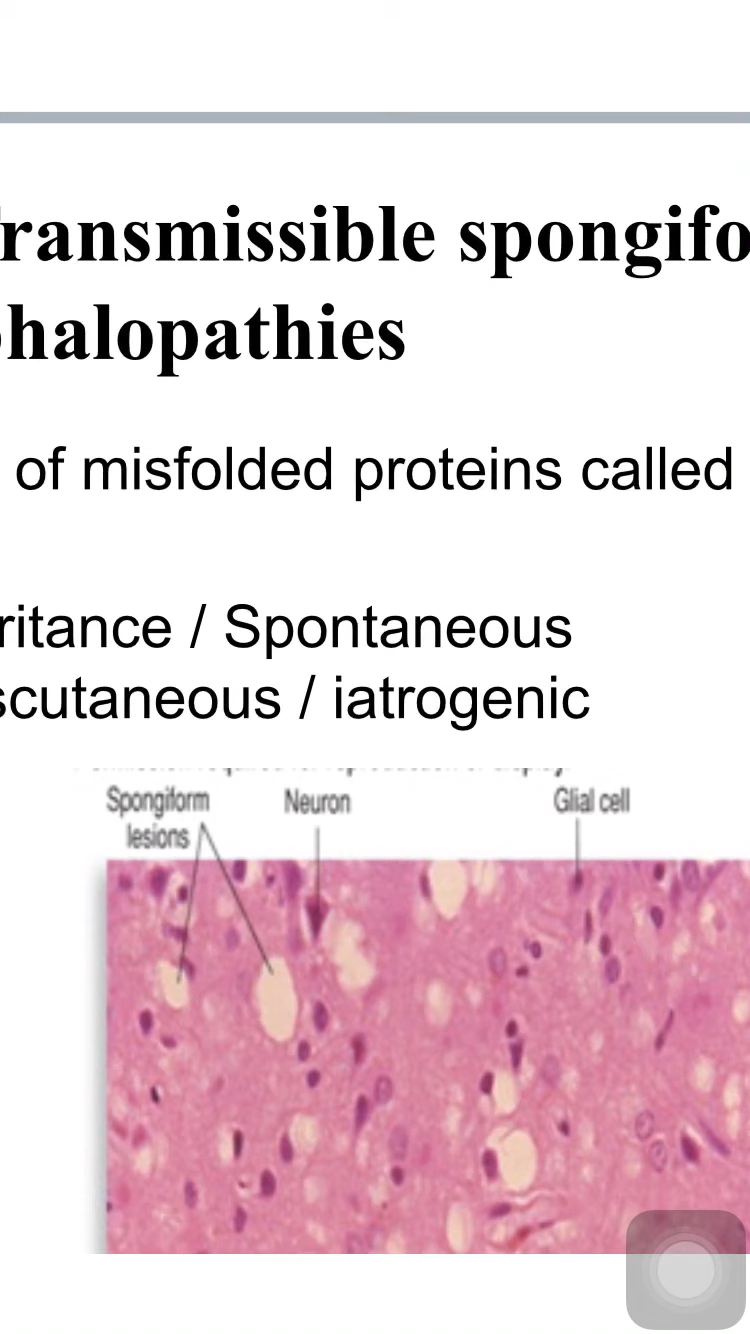 ransmissible spongifo
halopathies
of misfolded proteins called
ritance / Spontaneous
scutaneous / iatrogenic
Spongiform
lesions
Neuron
Glial cell